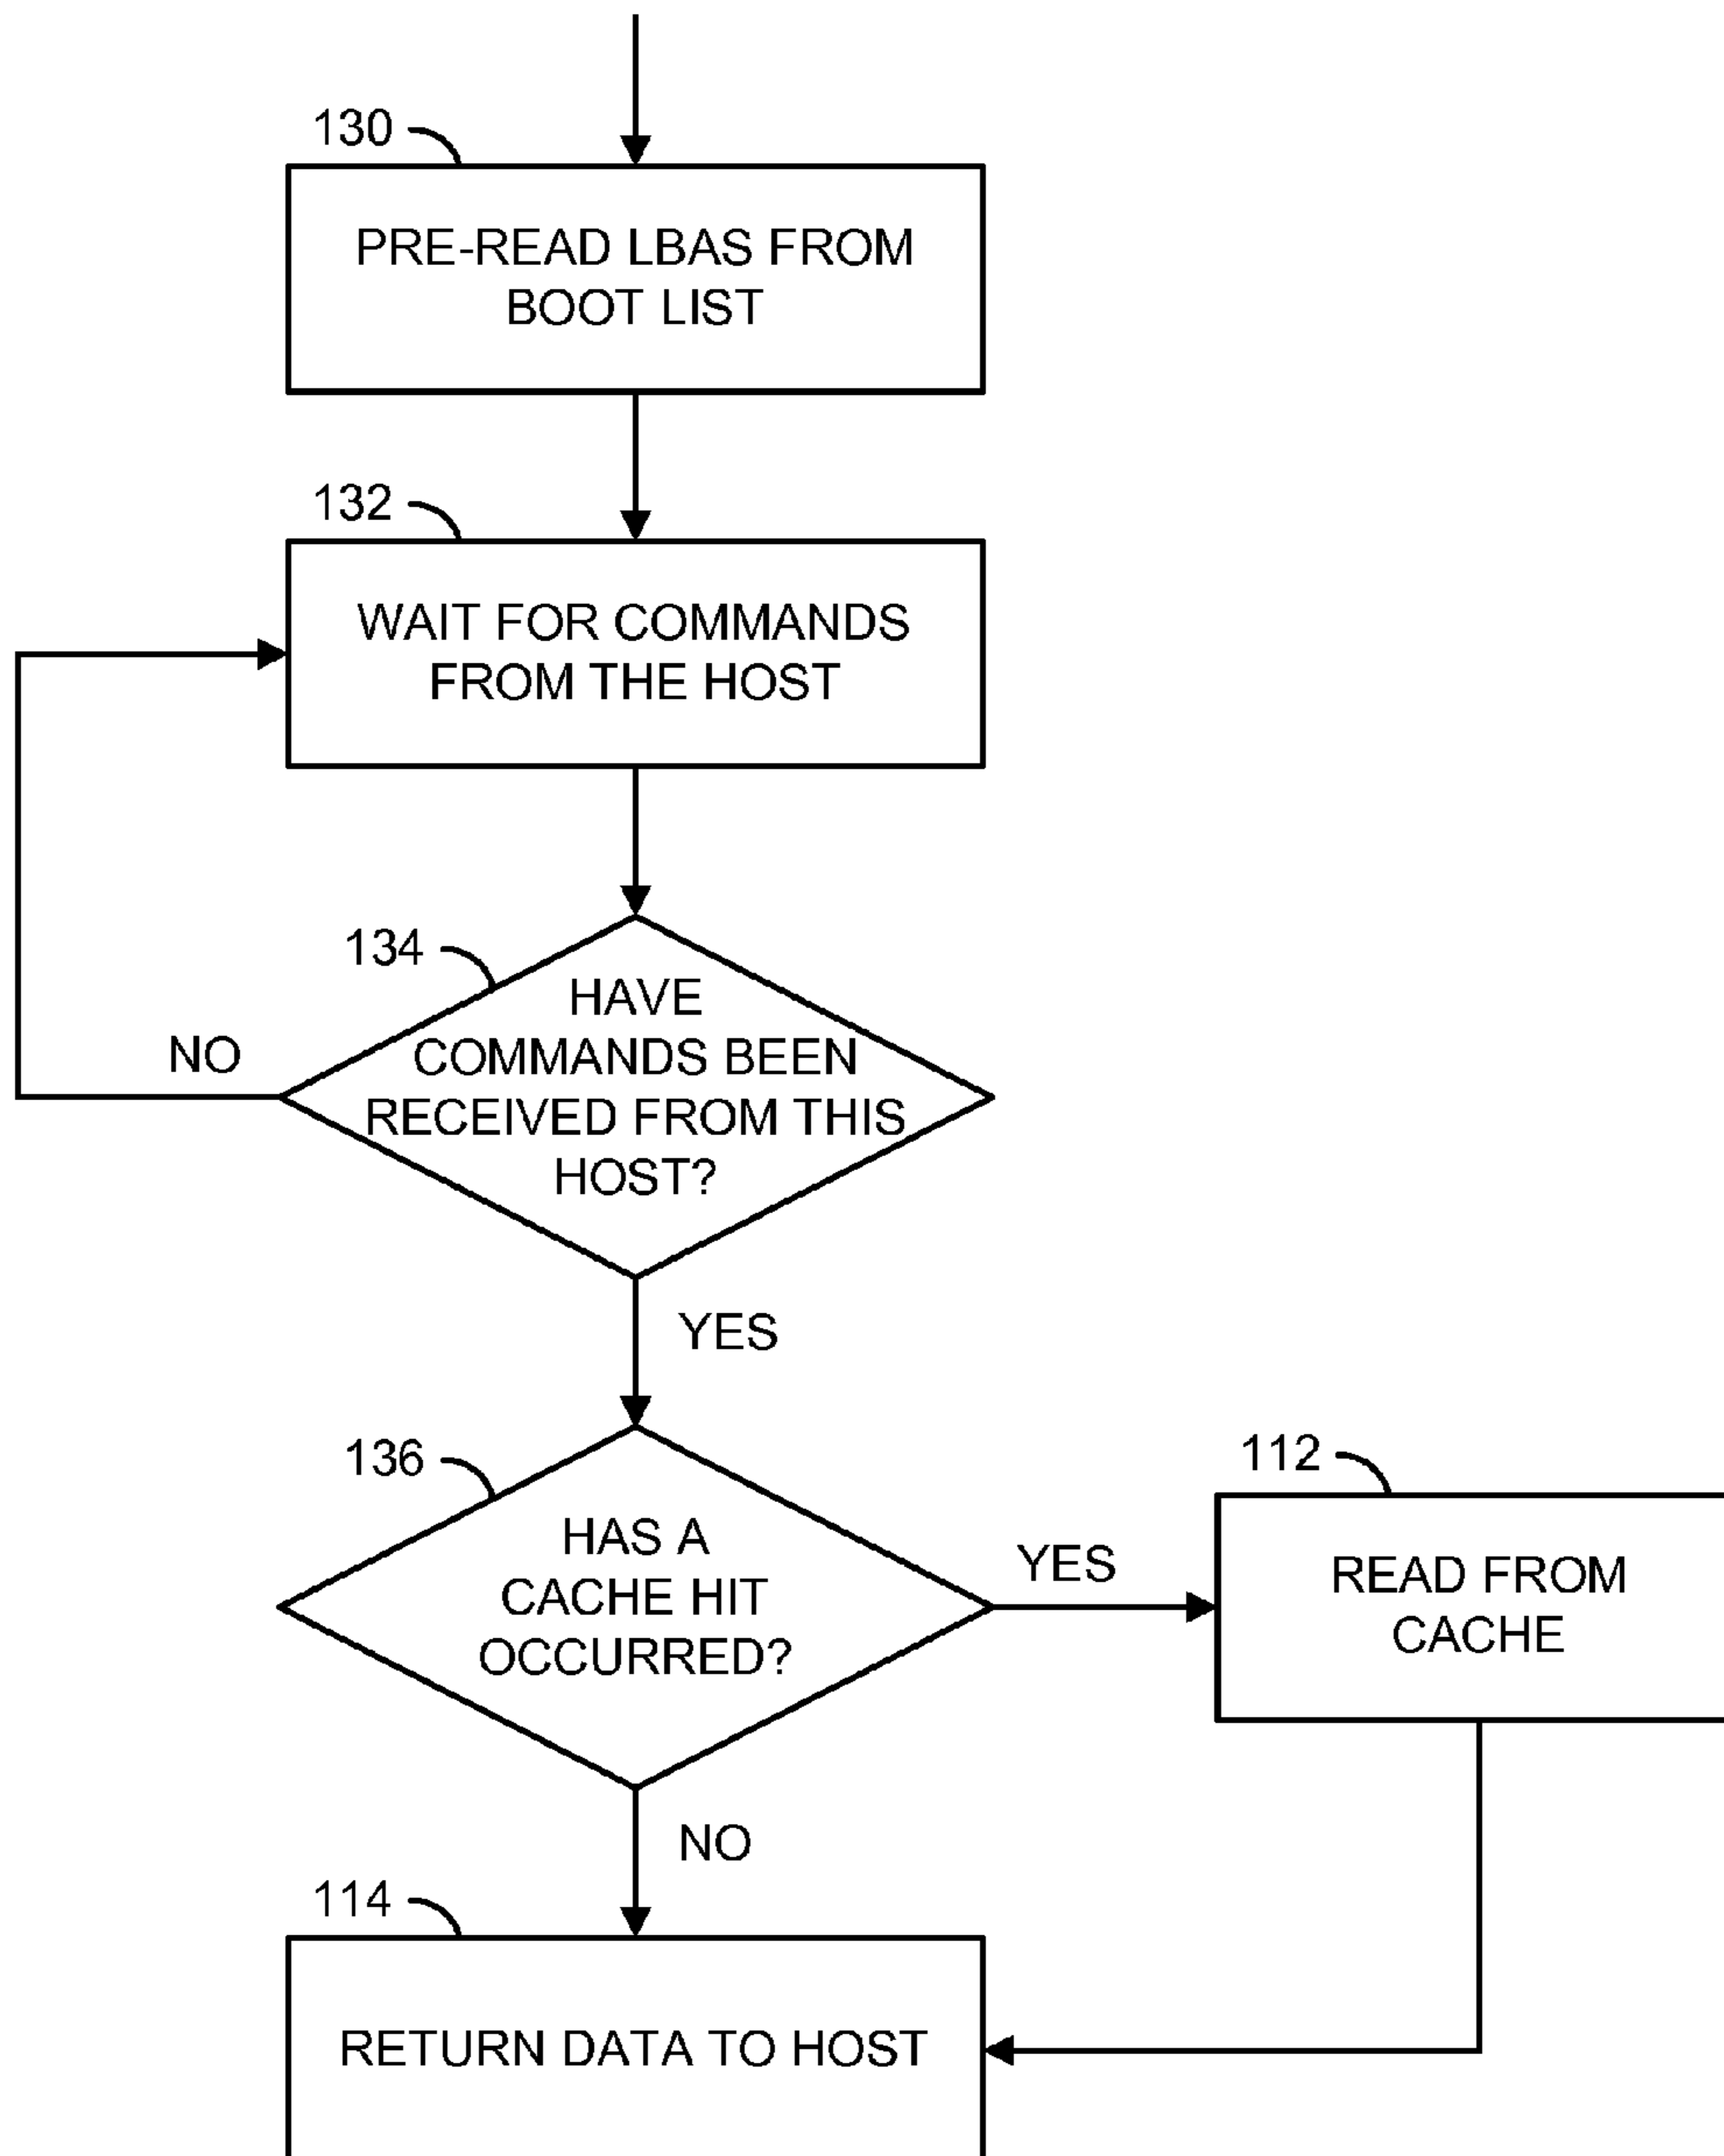 130
PRE-READ LBAS FROM
BOOT LIST
132
WAIT FOR COMMANDS
FROM THE HOST
134
HAVE
COMMANDS BEEN
RECEIVED FROM THIS
HOST?
NO
YES
136
HAS A
CACHE HIT
OCCURRED?
YES
112
READ FROM
CACHE
NO
114
RETURN DATA TO HOST